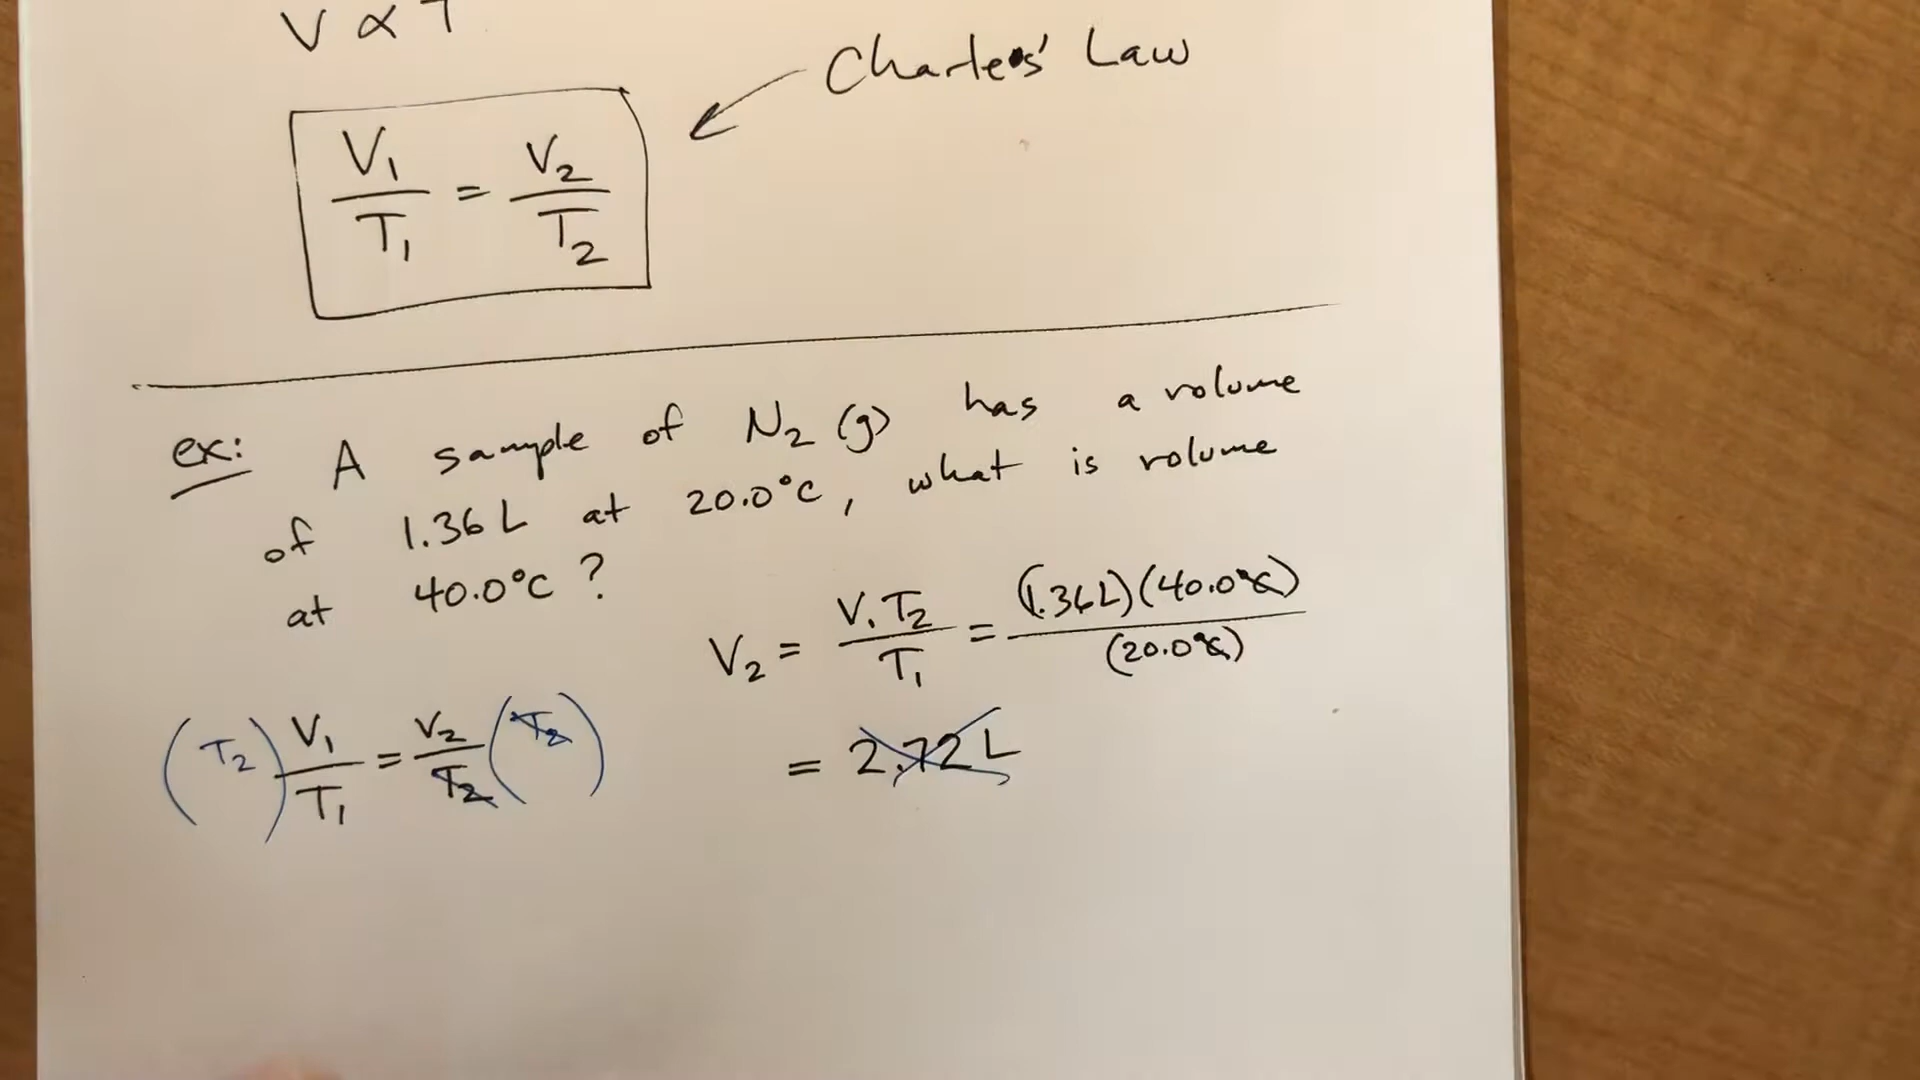 V ∝ T
Charles' Law
V₁/T₁ = V₂/T₂
ex: A sample of N₂ (g) has a volume
of 1.36 L at 20.0°C, what is volume
at 40.0°C ?
V₂ = V₁T₂/T₁ = (1.36L)(40.0°C)/(20.0°C)
(T₂) V₁/T₁ = V₂/T₂ (T₂)
= 2.72 L